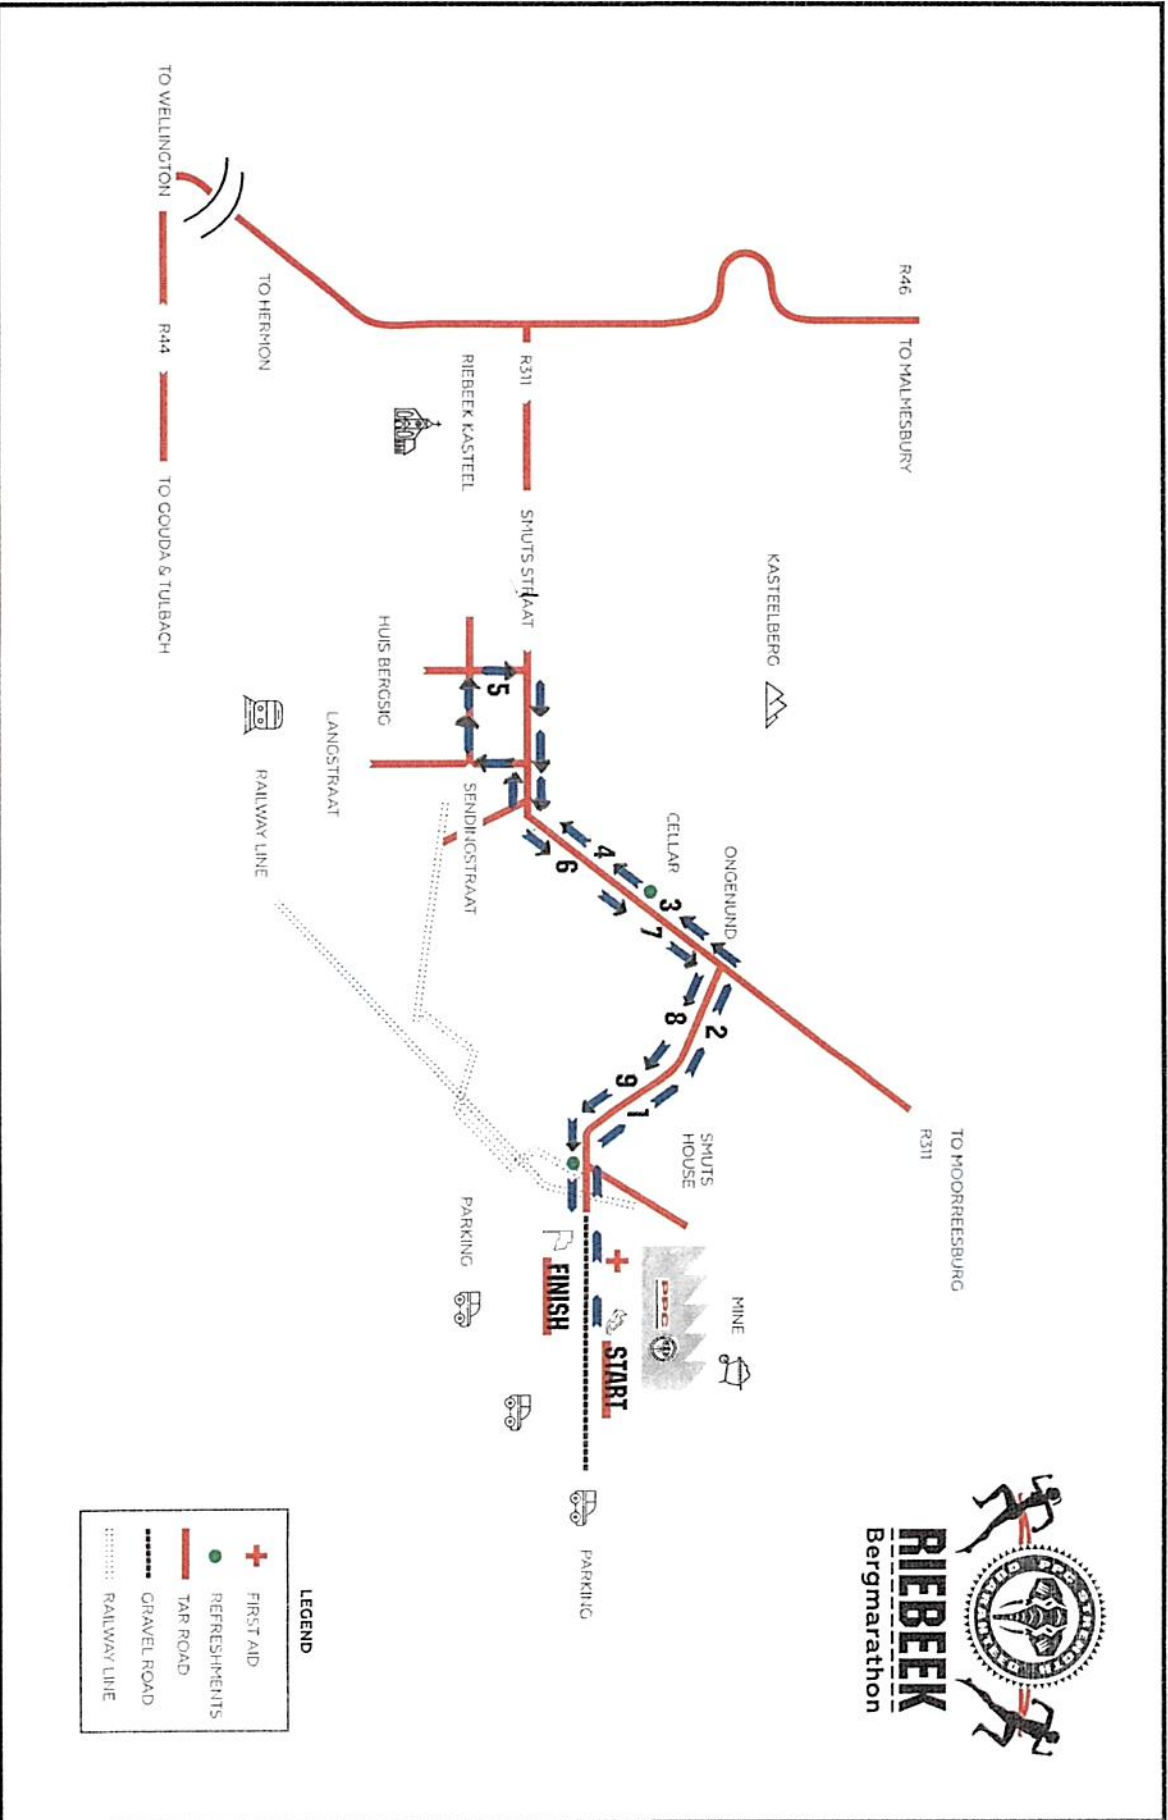 RIEBEEK
Bergmarathon
TO MOORREESBURG
R311
R46 TO MALMESBURY
KASTEELBERG
ONGENUND
MINE
CELLAR
SMUTS
HOUSE
PPC
2
8
3
7
4
6
9
1
START
FINISH
PARKING
R311
SMUTS STRAAT
5
RIEBEEK KASTEEL
SENDINGSTRAAT
PARKING
HUIS BERGSIG
LANGSTRAAT
TO HERMON
RAILWAY LINE
TO WELLINGTON
R44
TO GOUDA & TULBACH
LEGEND
FIRST AID
REFRESHMENTS
TAR ROAD
GRAVEL ROAD
RAILWAY LINE